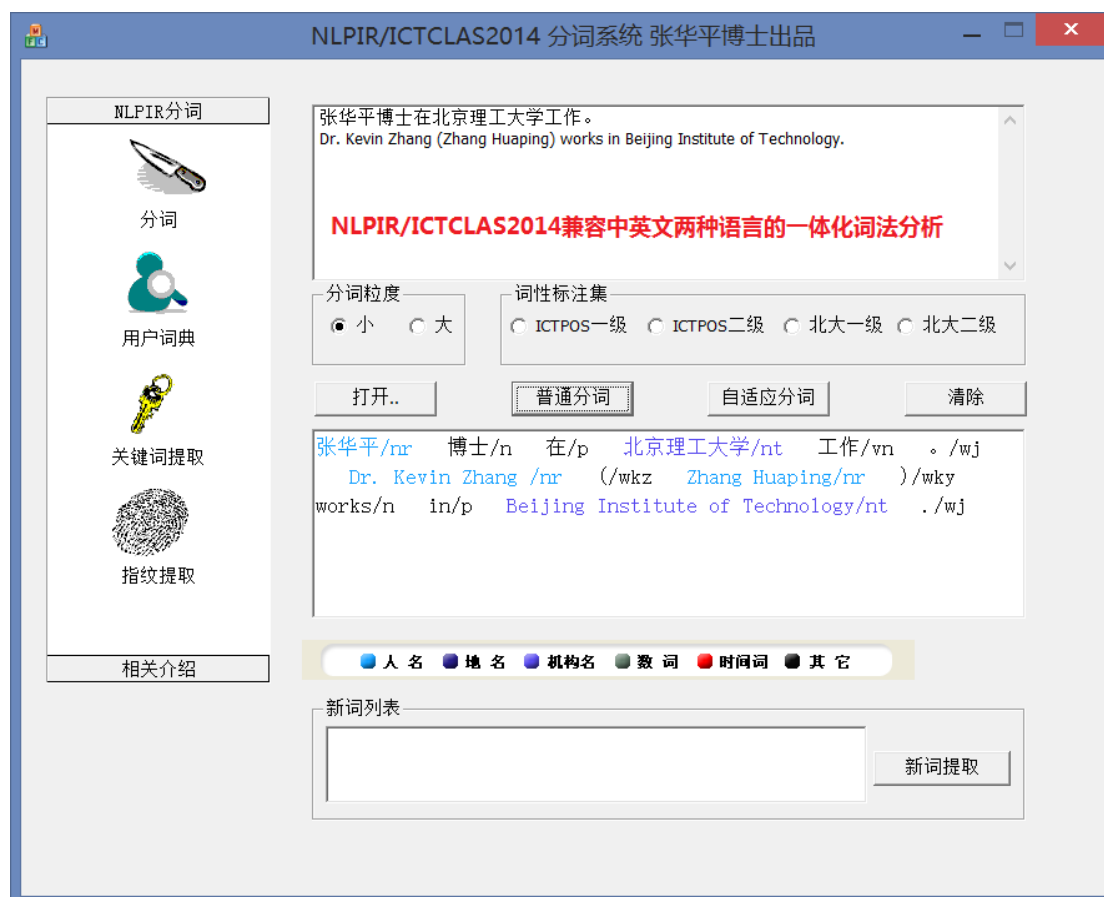 NLPIR/ICTCLAS2014 分词系统 张华平博士出品
NLPIR分词
分词
用户词典
关键词提取
指纹提取
相关介绍
张华平博士在北京理工大学工作。
Dr. Kevin Zhang (Zhang Huaping) works in Beijing Institute of Technology.
NLPIR/ICTCLAS2014兼容中英文两种语言的一体化词法分析
分词粒度
小 大
词性标注集
ICTPOS一级 ICTPOS二级 北大一级 北大二级
打开.. 普通分词 自适应分词 清除
张华平/nr 博士/n 在/p 北京理工大学/nt 工作/vn 。/wj
Dr. Kevin Zhang /nr (/wkz Zhang Huaping/nr )/wky
works/n in/p Beijing Institute of Technology/nt ./wj
人 名 地 名 机构名 数 词 时间词 其 它
新词列表
新词提取